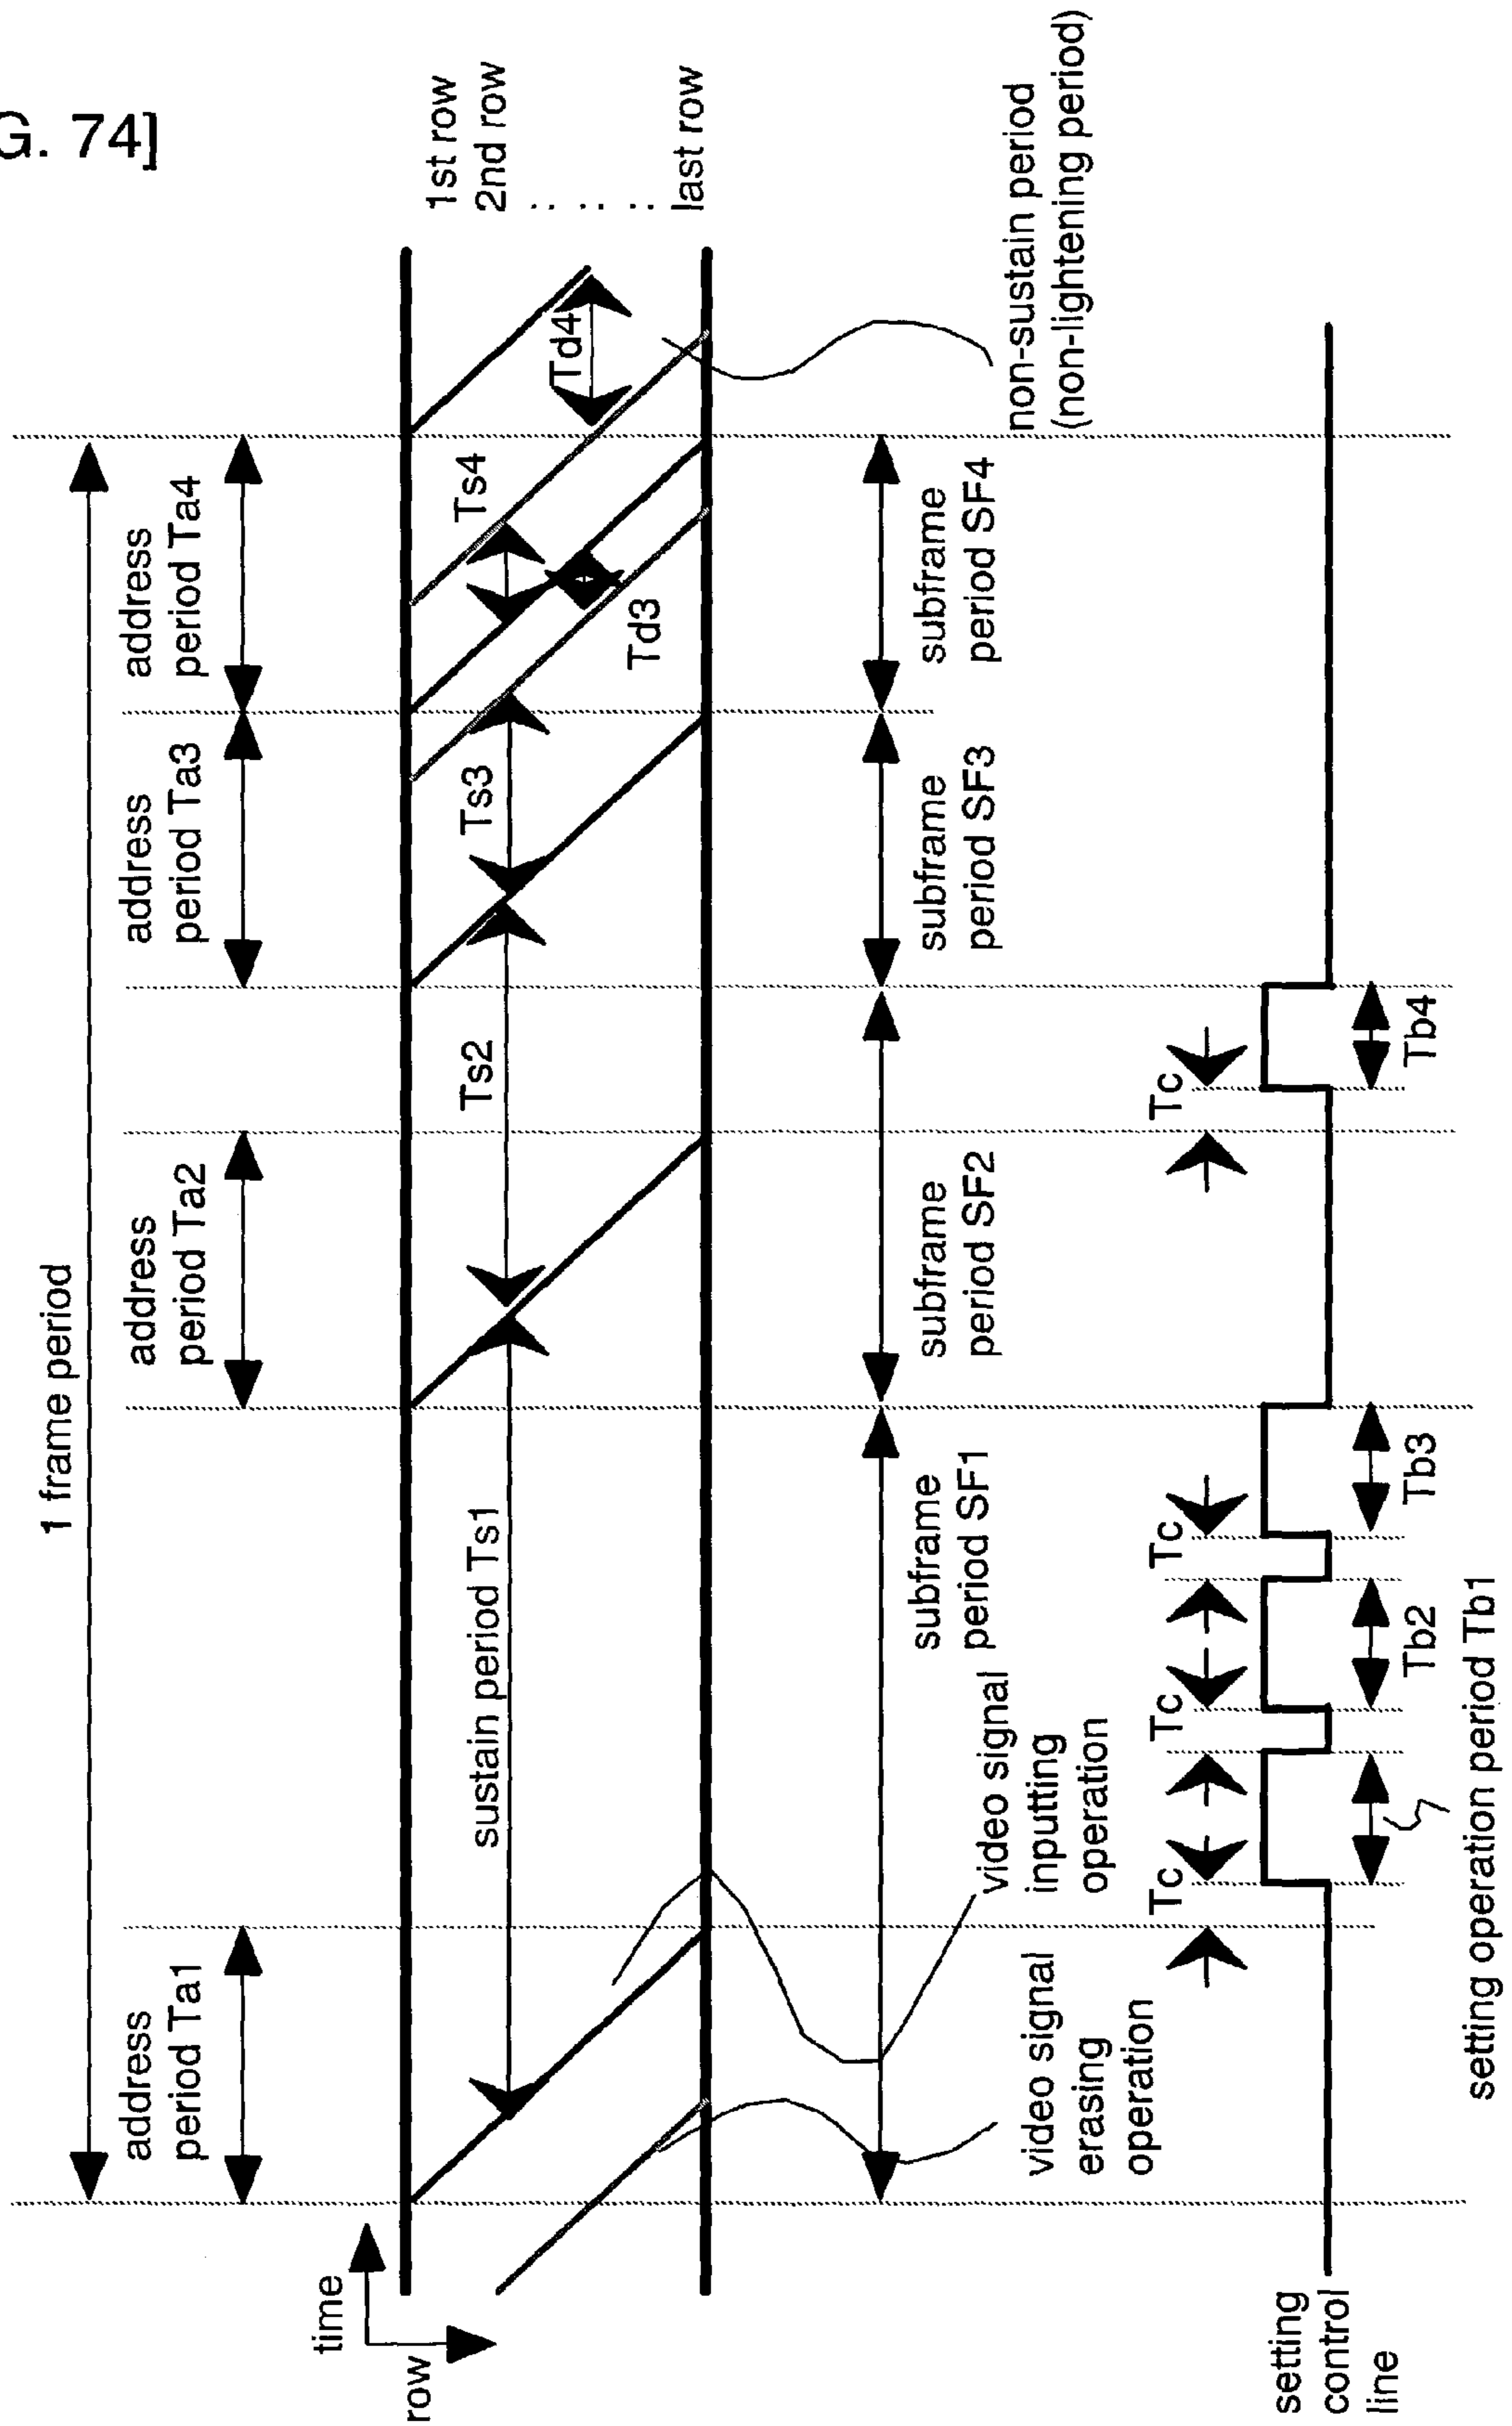 G. 74]
1 frame period
address
period Ta1
address
period Ta2
address
period Ta3
address
period Ta4
time
row
1st row
2nd row
last row
sustain period Ts1
Ts2
Ts3
Ts4
Td3
Td4
non-sustain period
(non-lightening period)
subframe
period SF1
subframe
period SF2
subframe
period SF3
subframe
period SF4
video signal
inputting
operation
video signal
erasing
operation
Tc
Tc
Tc
Tc
setting
control
line
Tb2
Tb3
Tb4
setting operation period Tb1